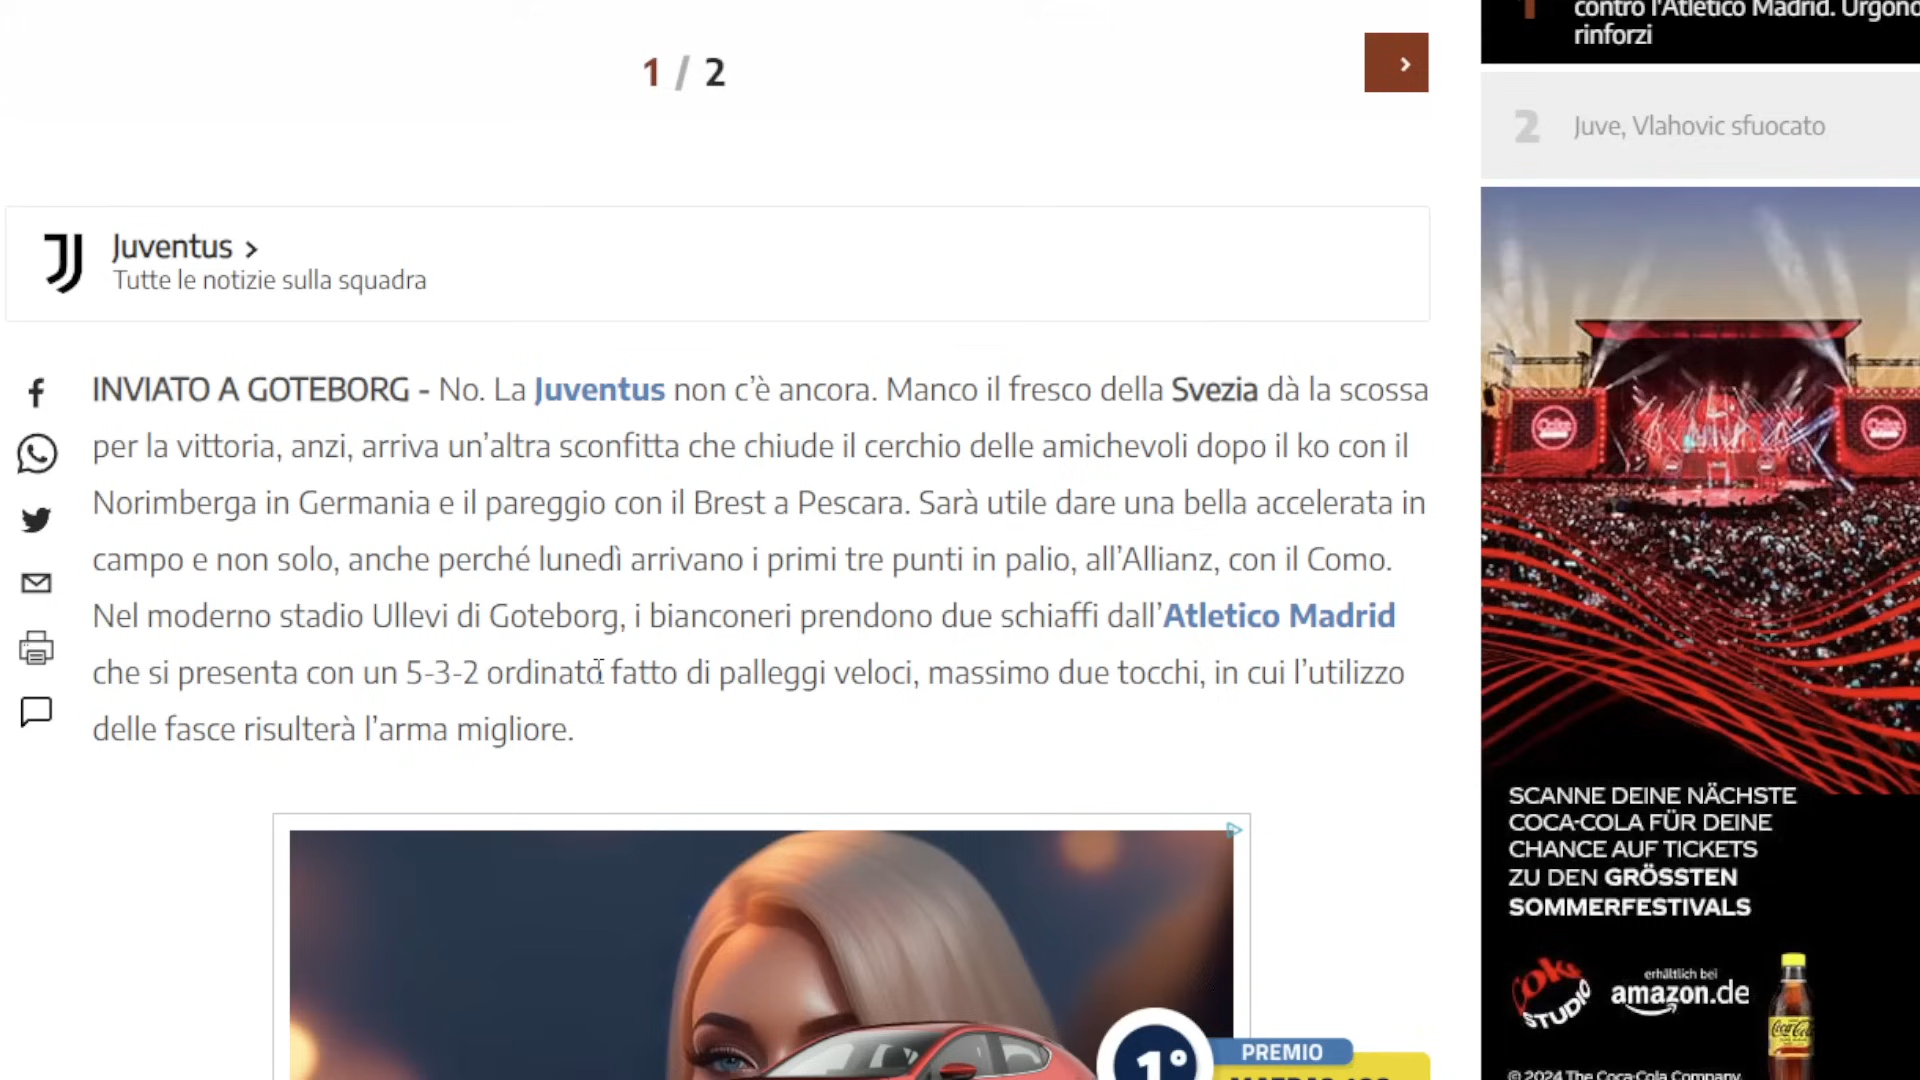 1 / 2
Juventus >
Tutte le notizie sulla squadra
INVIATO A GOTEBORG - No. La Juventus non c’è ancora. Manco il fresco della Svezia dà la scossa
per la vittoria, anzi, arriva un’altra sconfitta che chiude il cerchio delle amichevoli dopo il ko con il
Norimberga in Germania e il pareggio con il Brest a Pescara. Sarà utile dare una bella accelerata in
campo e non solo, anche perché lunedì arrivano i primi tre punti in palio, all’Allianz, con il Como.
Nel moderno stadio Ullevi di Goteborg, i bianconeri prendono due schiaffi dall’Atletico Madrid
che si presenta con un 5-3-2 ordinato fatto di palleggi veloci, massimo due tocchi, in cui l’utilizzo
delle fasce risulterà l’arma migliore.
1°
PREMIO
1
contro l'Atletico Madrid. Urgono
rinforzi
2
Juve, Vlahovic sfuocato
SCANNE DEINE NÄCHSTE
COCA-COLA FÜR DEINE
CHANCE AUF TICKETS
ZU DEN GRÖSSTEN
SOMMERFESTIVALS
Coke
STUDIO
erhältlich bei
amazon.de
Coca-Cola
© 2024 The Coca-Cola Company.